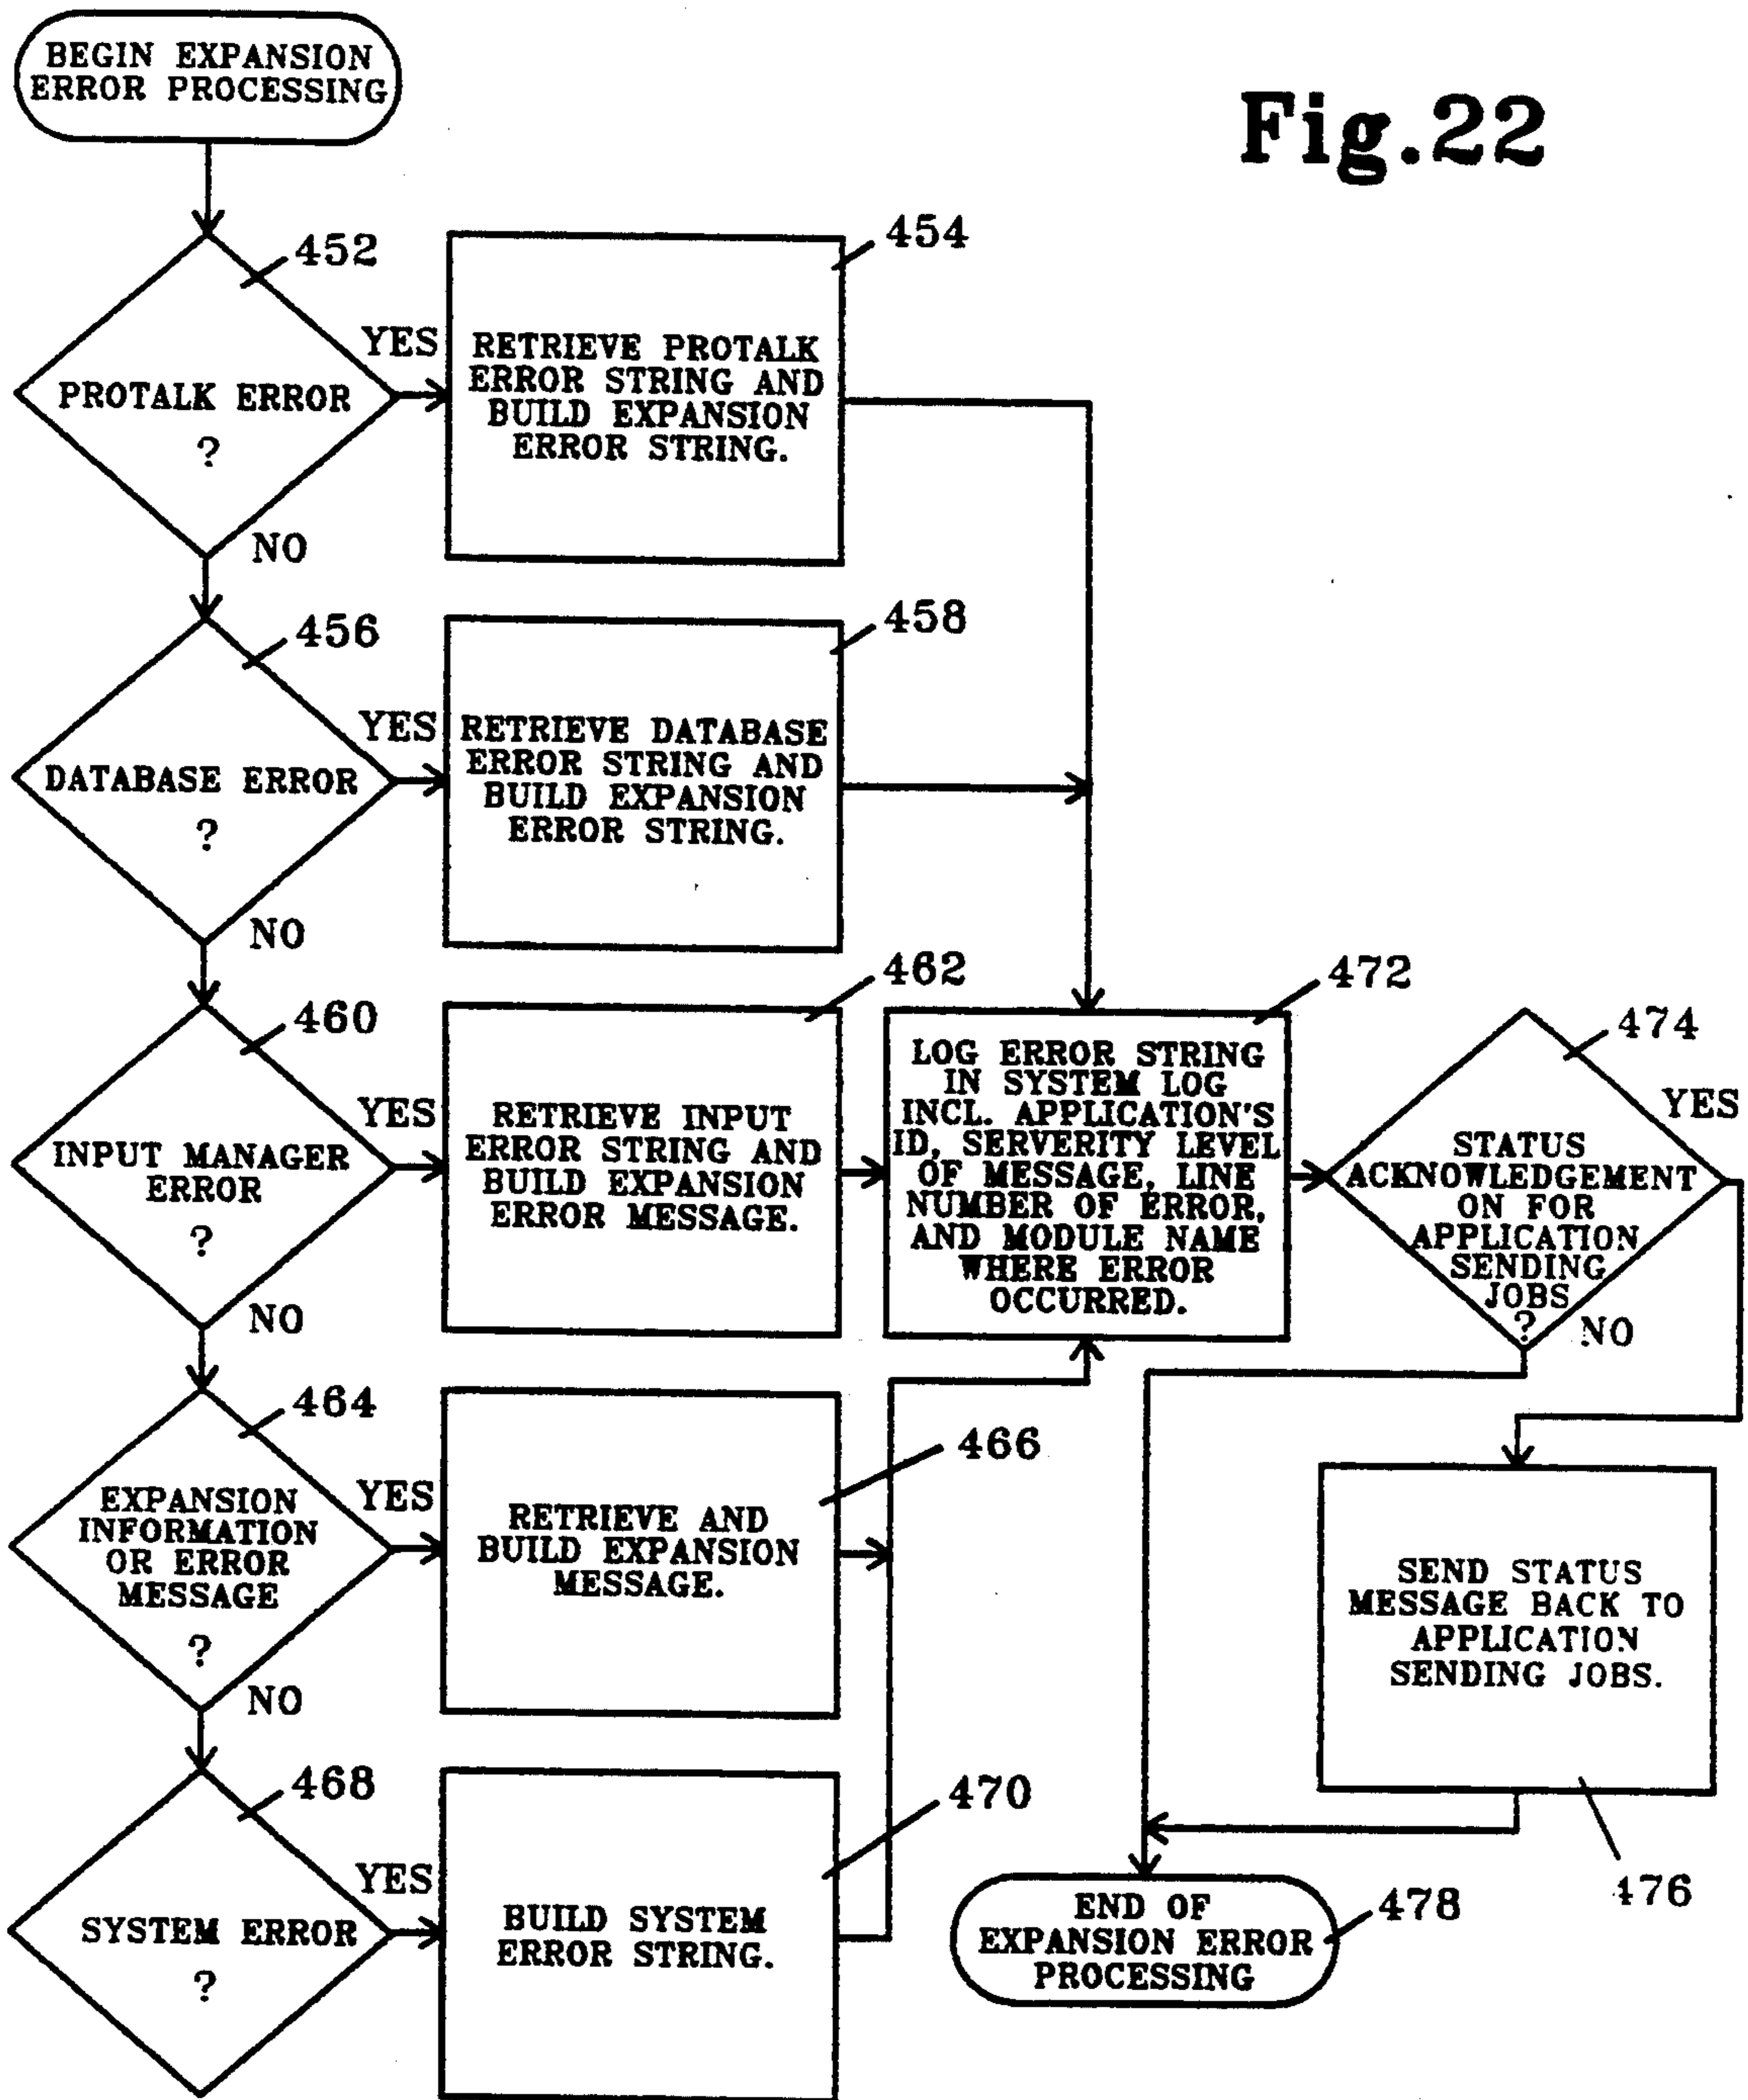 BEGIN EXPANSION
ERROR PROCESSING
Fig.22
452
PROTALK ERROR
?
YES
NO
454
RETRIEVE PROTALK
ERROR STRING AND
BUILD EXPANSION
ERROR STRING.
456
DATABASE ERROR
?
YES
NO
458
RETRIEVE DATABASE
ERROR STRING AND
BUILD EXPANSION
ERROR STRING.
460
INPUT MANAGER
ERROR
?
YES
NO
462
RETRIEVE INPUT
ERROR STRING AND
BUILD EXPANSION
ERROR MESSAGE.
464
EXPANSION
INFORMATION
OR ERROR
MESSAGE
?
YES
NO
466
RETRIEVE AND
BUILD EXPANSION
MESSAGE.
468
SYSTEM ERROR
?
YES
470
BUILD SYSTEM
ERROR STRING.
472
LOG ERROR STRING
IN SYSTEM LOG
INCL. APPLICATION'S
ID, SERVERITY LEVEL
OF MESSAGE, LINE
NUMBER OF ERROR,
AND MODULE NAME
WHERE ERROR
OCCURRED.
474
STATUS
ACKNOWLEDGEMENT
ON FOR
APPLICATION
SENDING
JOBS
?
YES
NO
SEND STATUS
MESSAGE BACK TO
APPLICATION
SENDING JOBS.
476
END OF
EXPANSION ERROR
PROCESSING
478